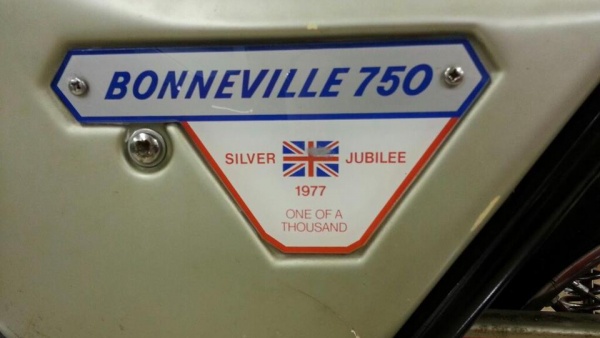 BONNEVILLE 750
SILVER JUBILEE
1977
ONE OF A
THOUSAND